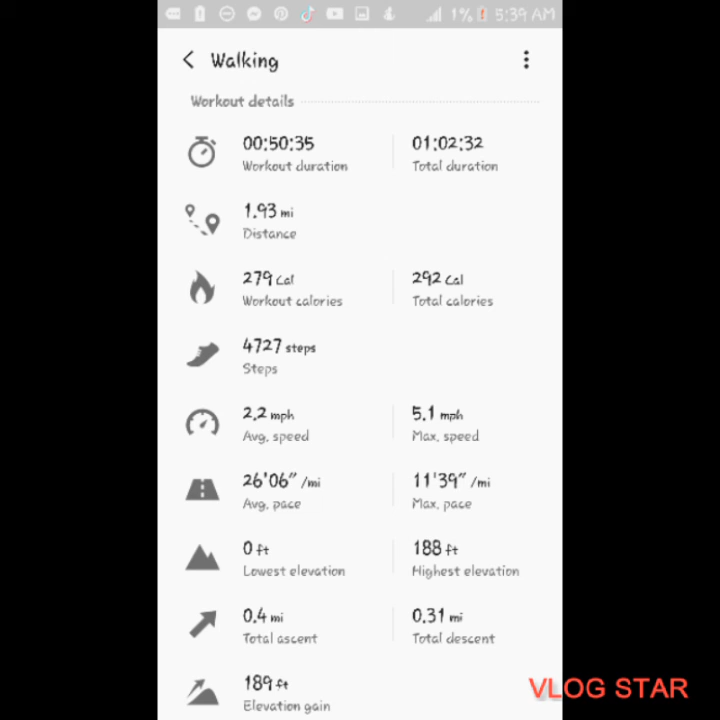 1% 5:39 AM
Walking
Workout details
00:50:35 01:02:32
Workout duration Total duration
1.93 mi
Distance
279 Cal 292 Cal
Workout calories Total calories
4727 steps
Steps
2.2 mph 5.1 mph
Avg. speed Max. speed
26'06" /mi 11'39" /mi
Avg. pace Max. pace
0 ft 188 ft
Lowest elevation Highest elevation
0.4 mi 0.31 mi
Total ascent Total descent
189 ft
Elevation gain
VLOG STAR